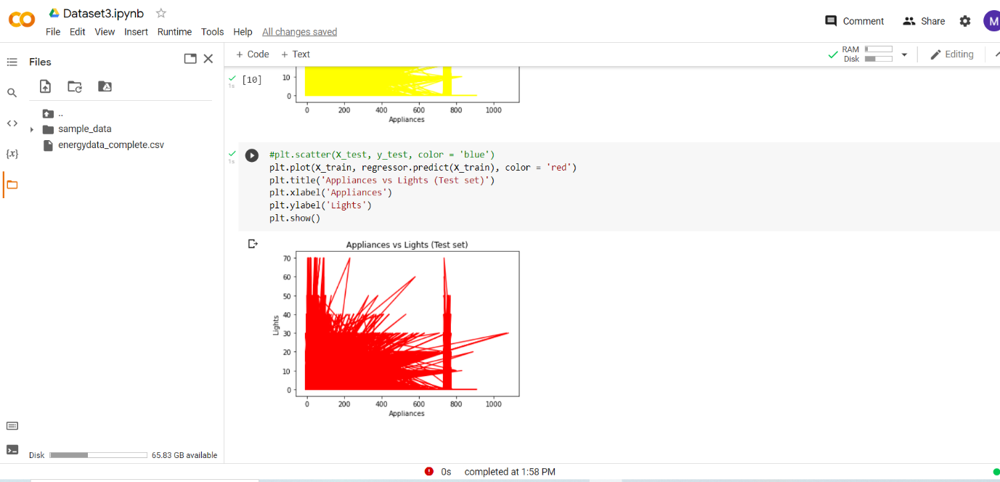 Dataset3.ipynb
File Edit View Insert Runtime Tools Help All changes saved
Comment Share M
Files
+ Code + Text
RAM
Disk
Editing
..
sample_data
energydata_complete.csv
{x}
1s
[10]
10
0
0 200 400 600 800 1000
Appliances
1s
#plt.scatter(X_test, y_test, color = 'blue')
plt.plot(X_train, regressor.predict(X_train), color = 'red')
plt.title('Appliances vs Lights (Test set)')
plt.xlabel('Appliances')
plt.ylabel('Lights')
plt.show()
Appliances vs Lights (Test set)
70
60
50
40
30
20
10
0
Lights
0 200 400 600 800 1000
Appliances
Disk 65.83 GB available
0s completed at 1:58 PM